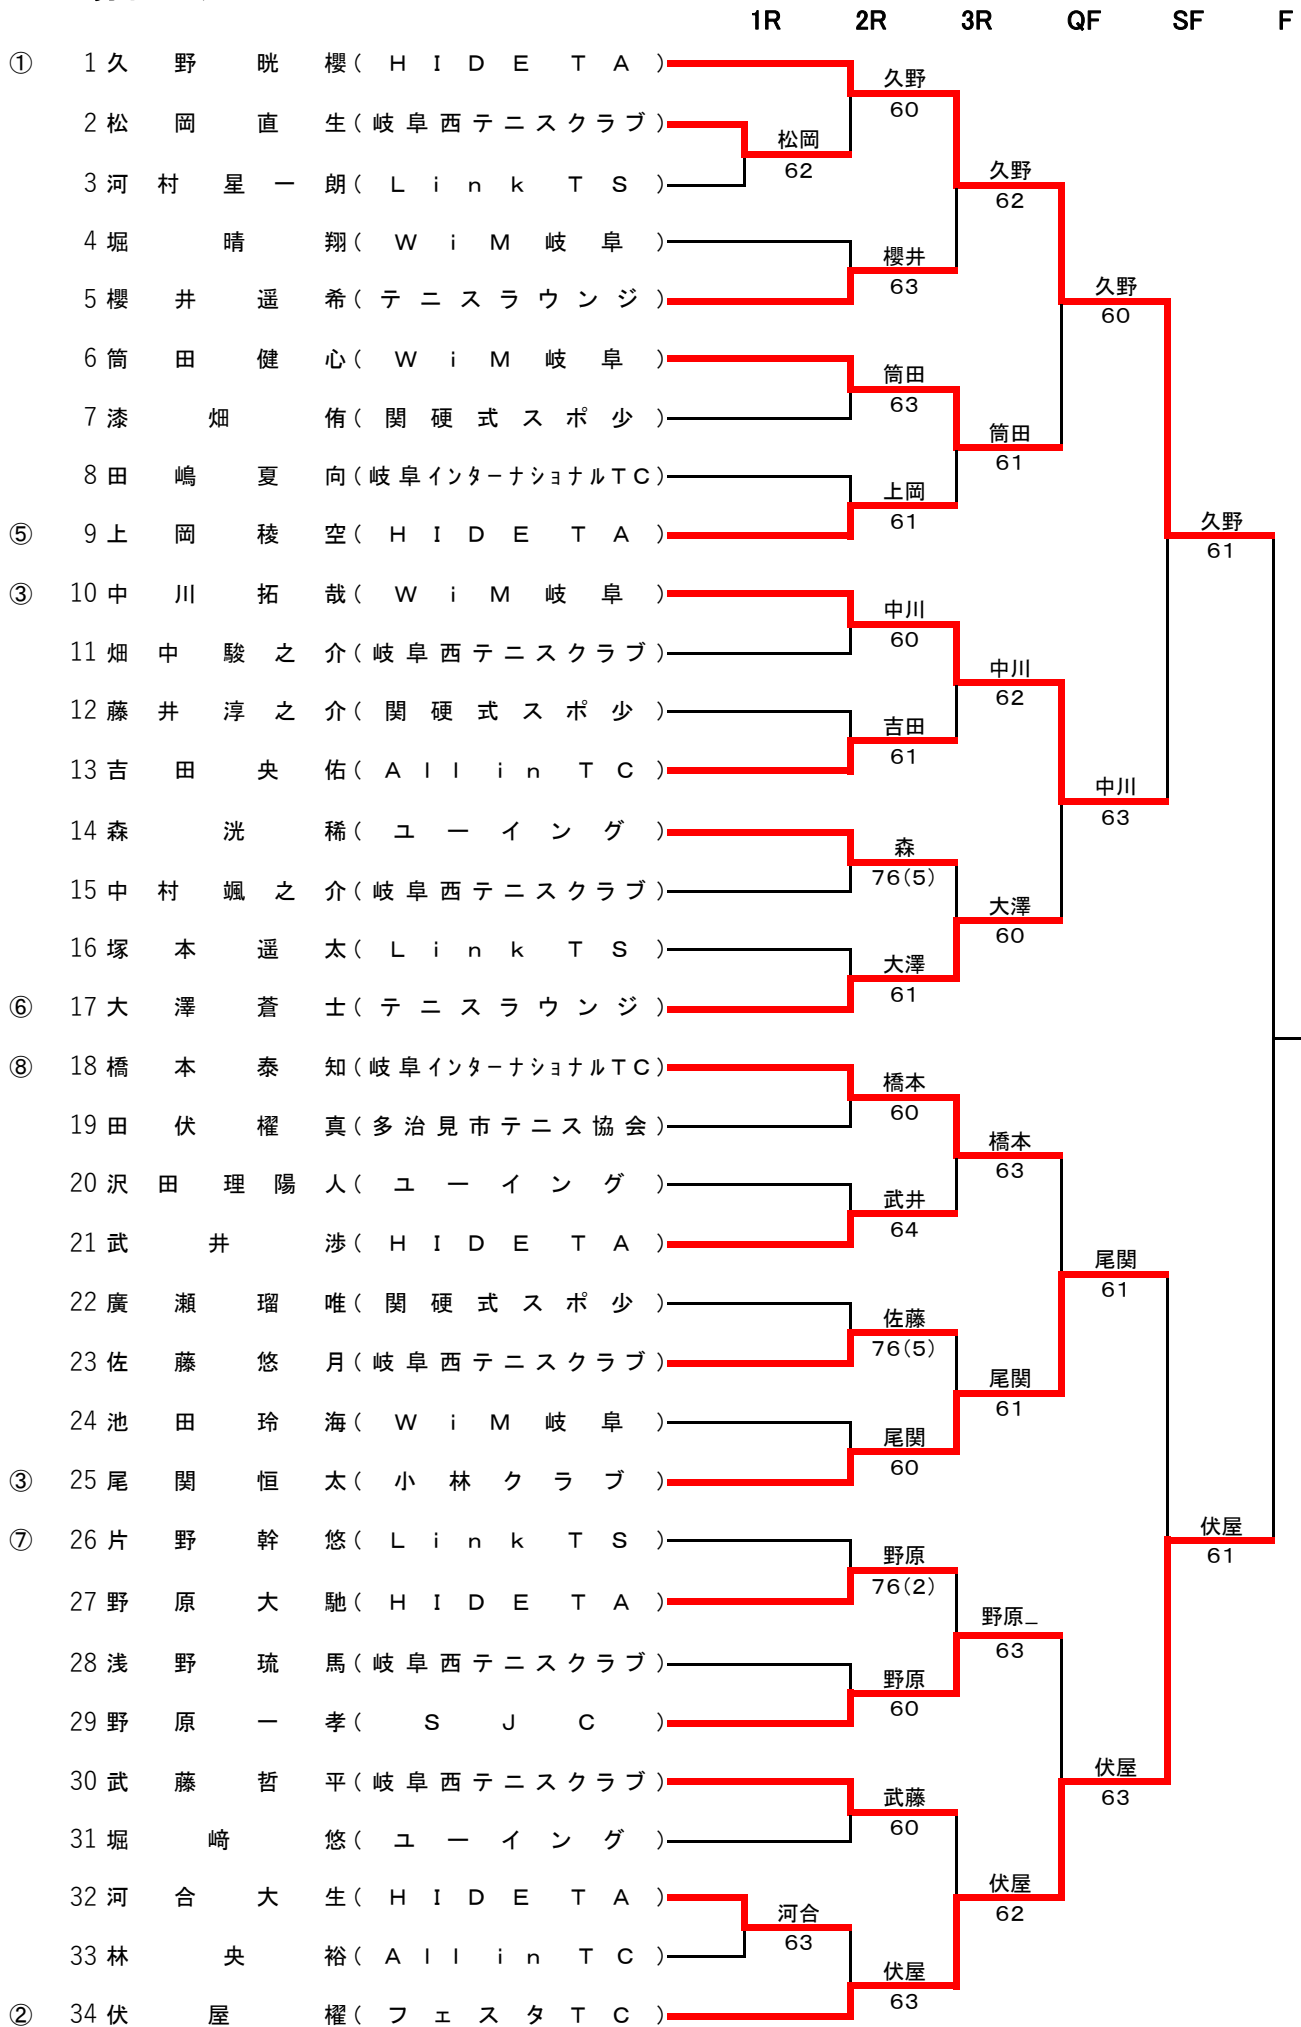 1R 2R 3R QF SF F
① 1 久野晄櫻(HIDE TA)
久野
60
2 松岡直生(岐阜西テニスクラブ)
松岡
62
3 河村星一朗(Link TS)
久野
62
4 堀晴翔(WiM岐阜)
櫻井
63
5 櫻井遥希(テニスラウンジ)
久野
60
6 筒田健心(WiM岐阜)
筒田
63
7 漆畑侑(関硬式スポ少)
筒田
61
8 田嶋夏向(岐阜インターナショナルTC)
上岡
61
⑤ 9 上岡稜空(HIDE TA)
久野
61
③ 10 中川拓哉(WiM岐阜)
中川
60
11 畑中駿之介(岐阜西テニスクラブ)
中川
62
12 藤井淳之介(関硬式スポ少)
吉田
61
13 吉田央佑(All in TC)
中川
63
14 森洸稀(ユーイング)
森
76(5)
15 中村颯之介(岐阜西テニスクラブ)
大澤
60
16 塚本遥太(Link TS)
大澤
61
⑥ 17 大澤蒼士(テニスラウンジ)
⑧ 18 橋本泰知(岐阜インターナショナルTC)
橋本
60
19 田伏櫂真(多治見市テニス協会)
橋本
63
20 沢田理陽人(ユーイング)
武井
64
21 武井渉(HIDE TA)
尾関
61
22 廣瀬瑠唯(関硬式スポ少)
佐藤
76(5)
23 佐藤悠月(岐阜西テニスクラブ)
尾関
61
24 池田玲海(WiM岐阜)
尾関
60
③ 25 尾関恒太(小林クラブ)
伏屋
61
⑦ 26 片野幹悠(Link TS)
野原
76(2)
27 野原大馳(HIDE TA)
野原_
63
28 浅野琉馬(岐阜西テニスクラブ)
野原
60
29 野原一孝(SJC)
伏屋
63
30 武藤哲平(岐阜西テニスクラブ)
武藤
60
31 堀﨑悠(ユーイング)
伏屋
62
32 河合大生(HIDE TA)
河合
63
33 林央裕(All in TC)
伏屋
63
② 34 伏屋櫂(フェスタTC)